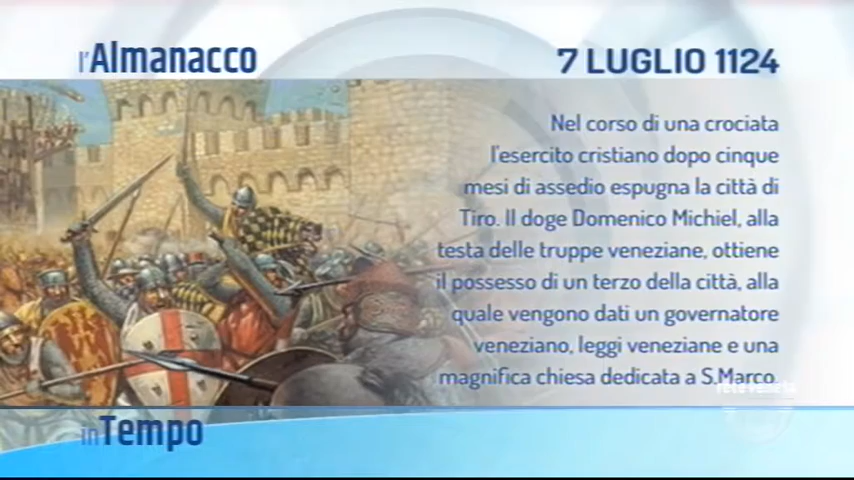 l'Almanacco
7 LUGLIO 1124
Nel corso di una crociata
l'esercito cristiano dopo cinque
mesi di assedio espugna la città di
Tiro. Il doge Domenico Michiel, alla
testa delle truppe veneziane, ottiene
il possesso di un terzo della città, alla
quale vengono dati un governatore
veneziano, leggi veneziane e una
magnifica chiesa dedicata a S.Marco.
inTempo